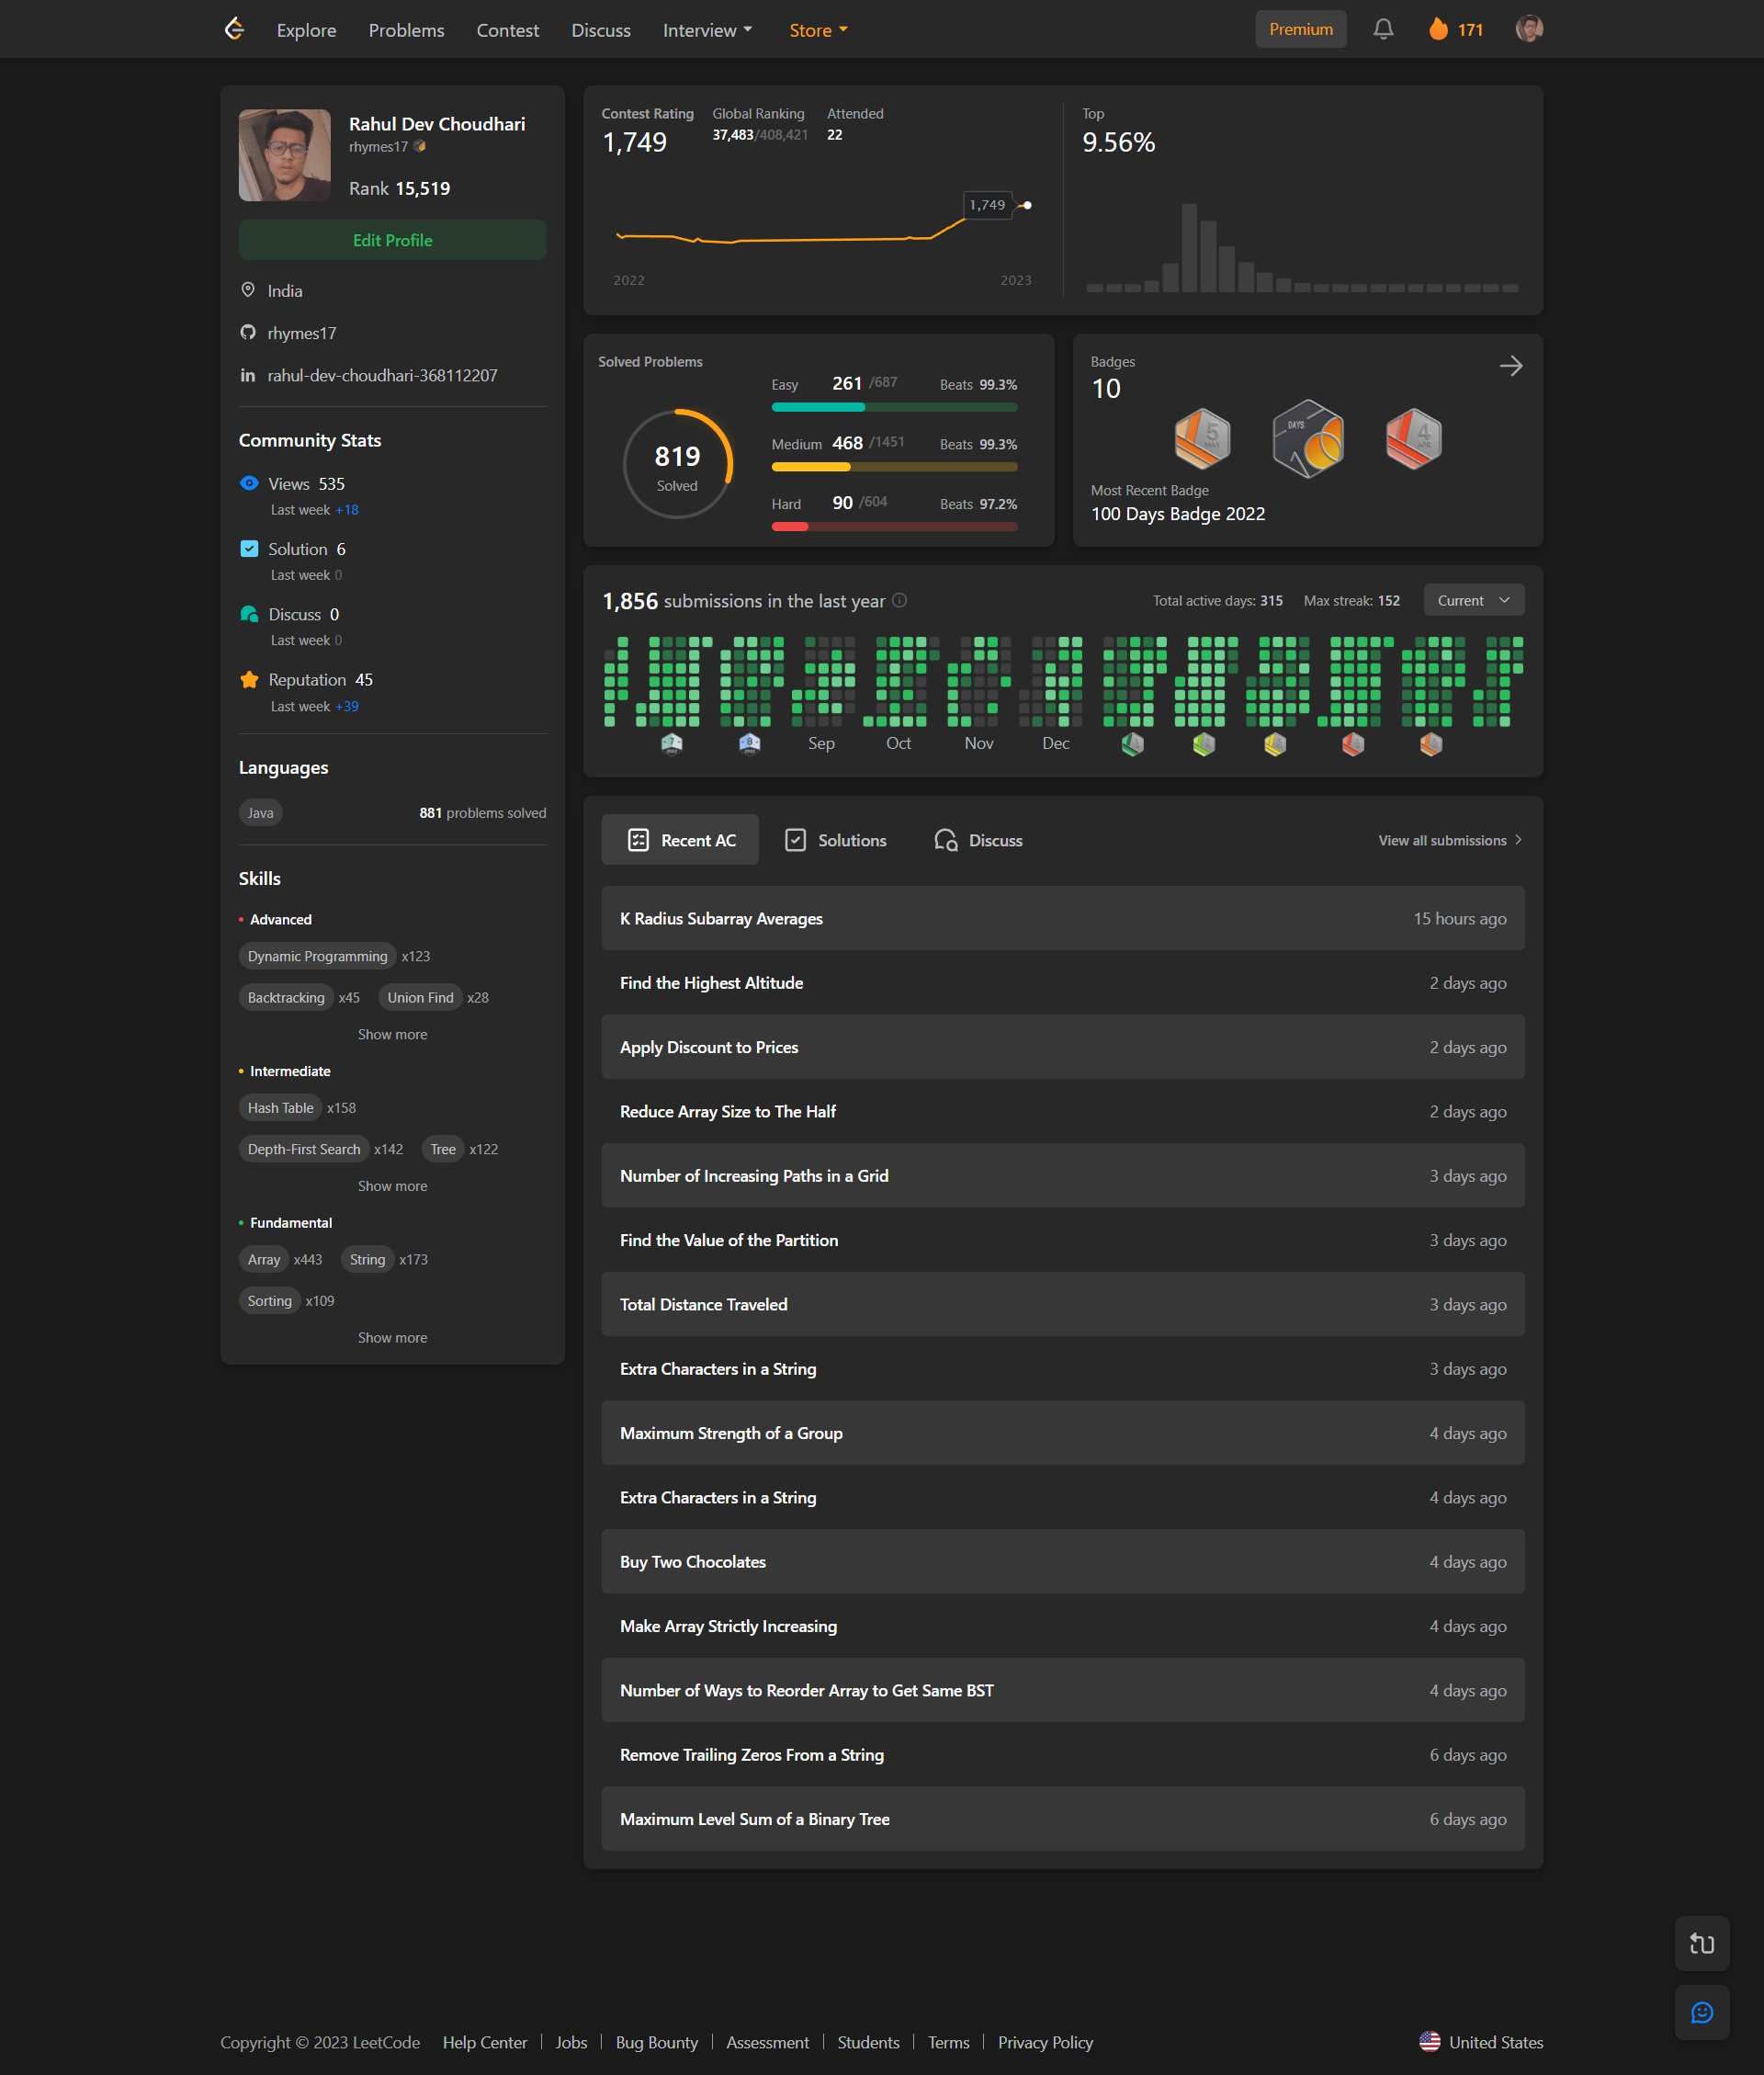 Explore Problems Contest Discuss Interview Store Premium 171
Rahul Dev Choudhari
rhymes17
Rank 15,519
Edit Profile
India
rhymes17
rahul-dev-choudhari-368112207
Community Stats
Views 535
Last week +18
Solution 6
Last week 0
Discuss 0
Last week 0
Reputation 45
Last week +39
Languages
Java 881 problems solved
Skills
Advanced
Dynamic Programming x123
Backtracking x45 Union Find x28
Show more
Intermediate
Hash Table x158
Depth-First Search x142 Tree x122
Show more
Fundamental
Array x443 String x173
Sorting x109
Show more
Contest Rating Global Ranking Attended
1,749 37,483/408,421 22
1,749
2022 2023
Top
9.56%
Solved Problems
819
Solved
Easy 261 /687 Beats 99.3%
Medium 468 /1451 Beats 99.3%
Hard 90 /604 Beats 97.2%
Badges
10
5 MAY
DAYS
4 APR
Most Recent Badge
100 Days Badge 2022
1,856 submissions in the last year Total active days: 315 Max streak: 152 Current
7 8 Sep Oct Nov Dec
Recent AC Solutions Discuss View all submissions
K Radius Subarray Averages 15 hours ago
Find the Highest Altitude 2 days ago
Apply Discount to Prices 2 days ago
Reduce Array Size to The Half 2 days ago
Number of Increasing Paths in a Grid 3 days ago
Find the Value of the Partition 3 days ago
Total Distance Traveled 3 days ago
Extra Characters in a String 3 days ago
Maximum Strength of a Group 4 days ago
Extra Characters in a String 4 days ago
Buy Two Chocolates 4 days ago
Make Array Strictly Increasing 4 days ago
Number of Ways to Reorder Array to Get Same BST 4 days ago
Remove Trailing Zeros From a String 6 days ago
Maximum Level Sum of a Binary Tree 6 days ago
Copyright © 2023 LeetCode Help Center Jobs Bug Bounty Assessment Students Terms Privacy Policy United States